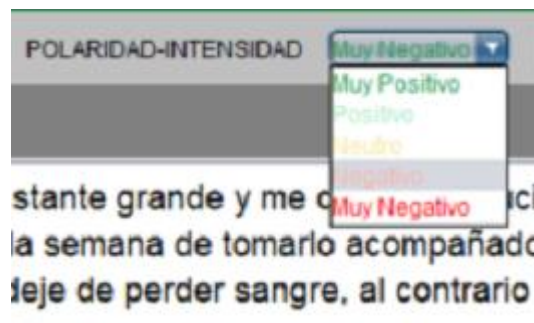 POLARIDAD-INTENSIDAD Muy Negativo
Muy Positivo
Positivo
Neutro
Negativo
Muy Negativo
stante grande y me
la semana de tomarlo acompañado
deje de perder sangre, al contrario